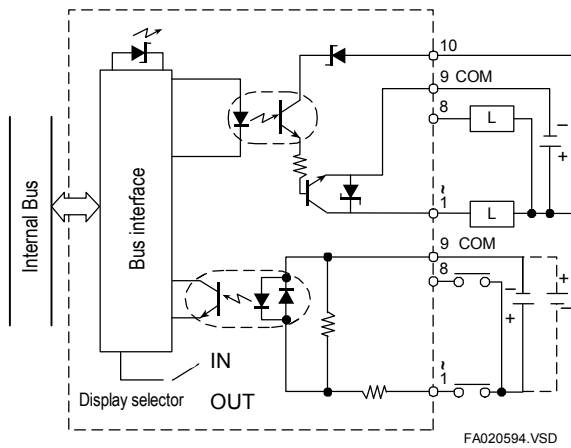 10
9 COM
8
L
−
+
~
1
L
Internal Bus
Bus interface
9 COM
8
− +
+ −
~
1
IN
Display selector OUT
FA020594.VSD